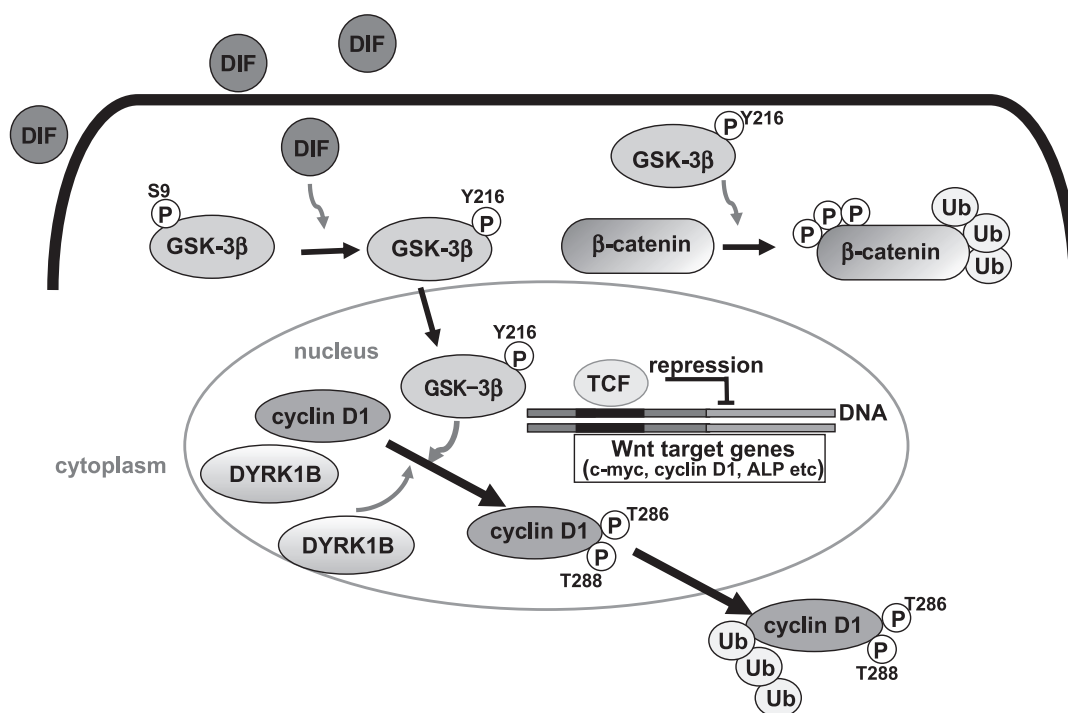 DIF
DIF
DIF
DIF
P
Y216
GSK-3β
S9
P
GSK-3β
Y216
P
GSK-3β
β-catenin
P
P
P
β-catenin
Ub
Ub
Ub
nucleus
Y216
P
GSK-3β
TCF
repression
DNA
Wnt target genes
(c-myc, cyclin D1, ALP etc)
cyclin D1
cytoplasm
DYRK1B
DYRK1B
cyclin D1
P
T286
P
T288
cyclin D1
P
T286
P
T288
Ub
Ub
Ub